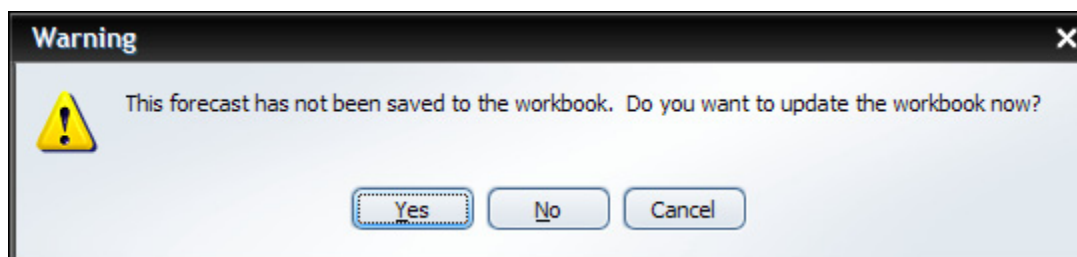 Warning
This forecast has not been saved to the workbook.  Do you want to update the workbook now?
Yes No Cancel